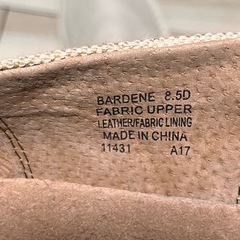 BARDENE 8.5D
FABRIC UPPER
LEATHER/FABRIC LINING
MADE IN CHINA
11431 A17